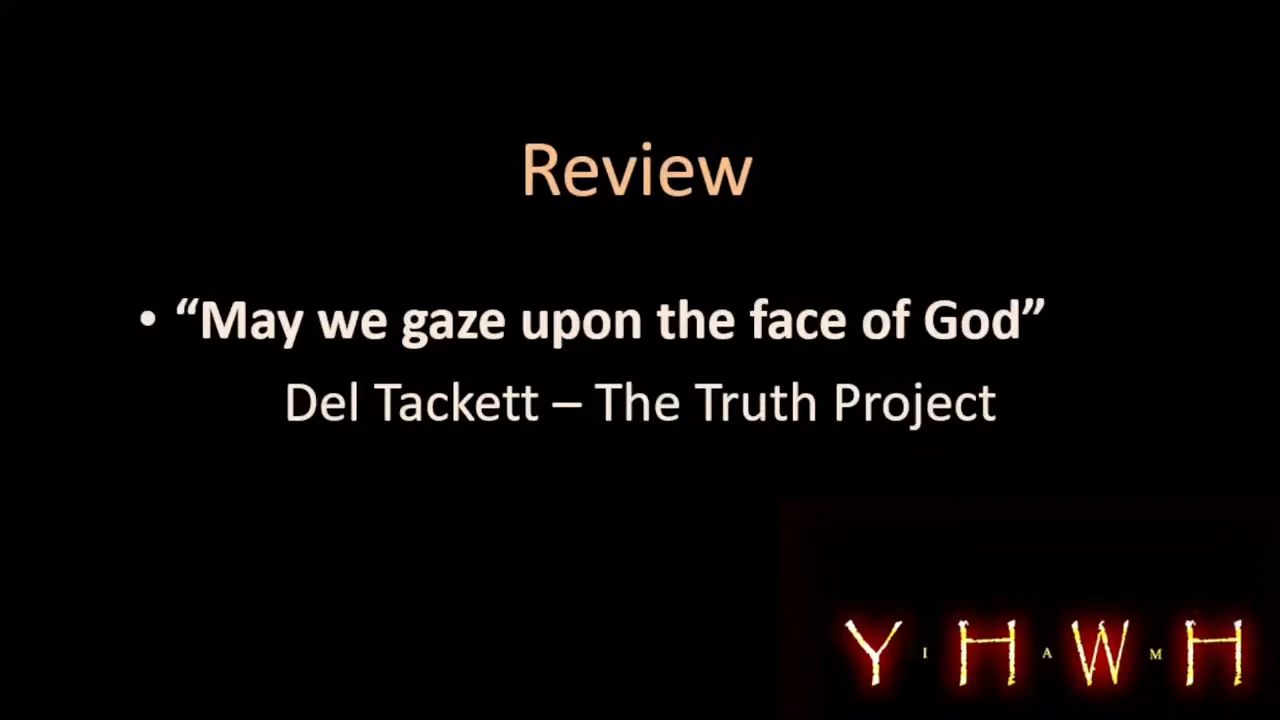 Review
• “May we gaze upon the face of God”
Del Tackett – The Truth Project
Y I H A W M H